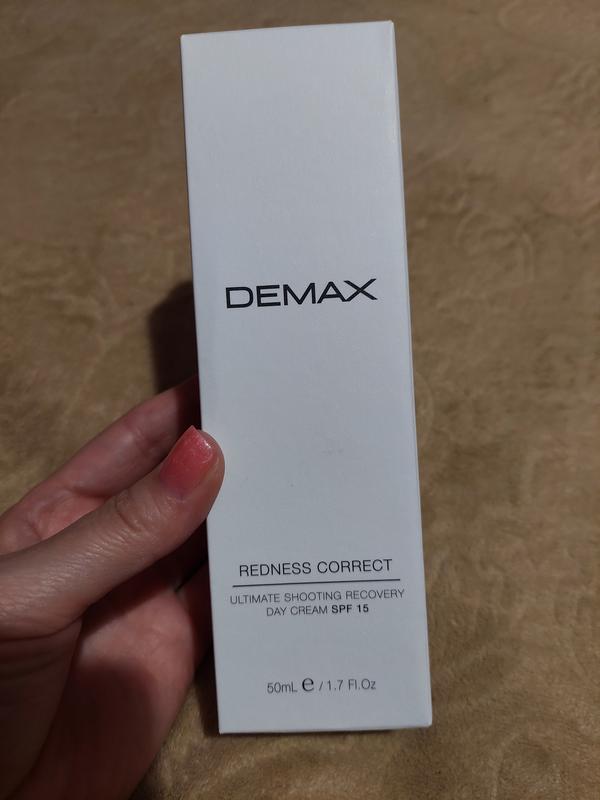 DEMAX
REDNESS CORRECT
ULTIMATE SHOOTING RECOVERY
DAY CREAM SPF 15
50mL ℮ / 1.7 Fl.Oz